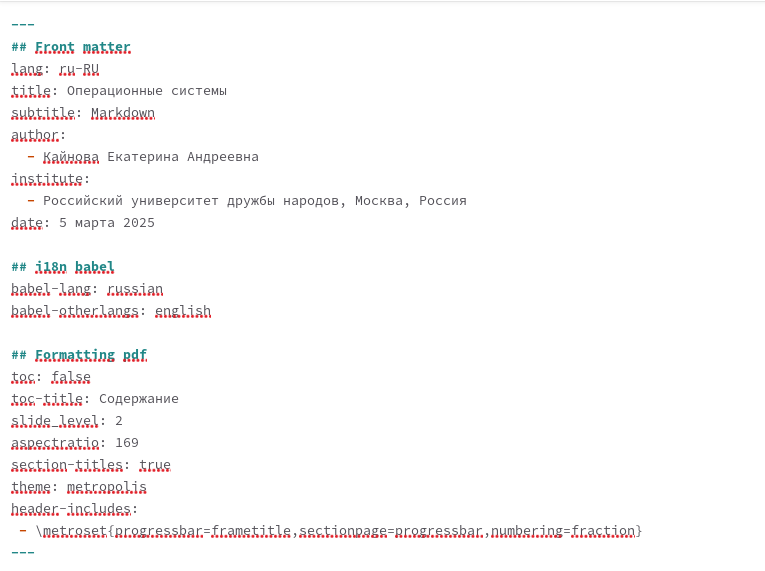 ---
## Front matter
lang: ru-RU
title: Операционные системы
subtitle: Markdown
author:
  - Кайнова Екатерина Андреевна
institute:
  - Российский университет дружбы народов, Москва, Россия
date: 5 марта 2025

## i18n babel
babel-lang: russian
babel-otherlangs: english

## Formatting pdf
toc: false
toc-title: Содержание
slide_level: 2
aspectratio: 169
section-titles: true
theme: metropolis
header-includes:
 - \metroset{progressbar=frametitle,sectionpage=progressbar,numbering=fraction}
---